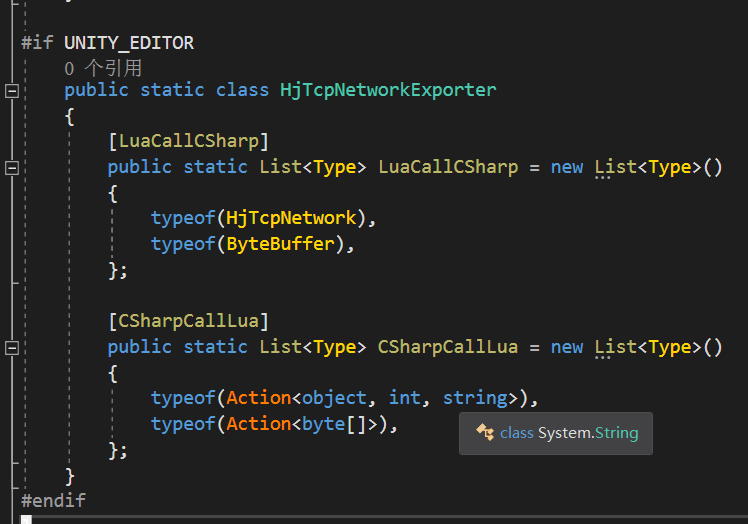 #if UNITY_EDITOR
0 个引用
public static class HjTcpNetworkExporter
{
[LuaCallCSharp]
public static List<Type> LuaCallCSharp = new List<Type>()
{
typeof(HjTcpNetwork),
typeof(ByteBuffer),
};
[CSharpCallLua]
public static List<Type> CSharpCallLua = new List<Type>()
{
typeof(Action<object, int, string>),
typeof(Action<byte[]>),
class System.String
};
}
#endif